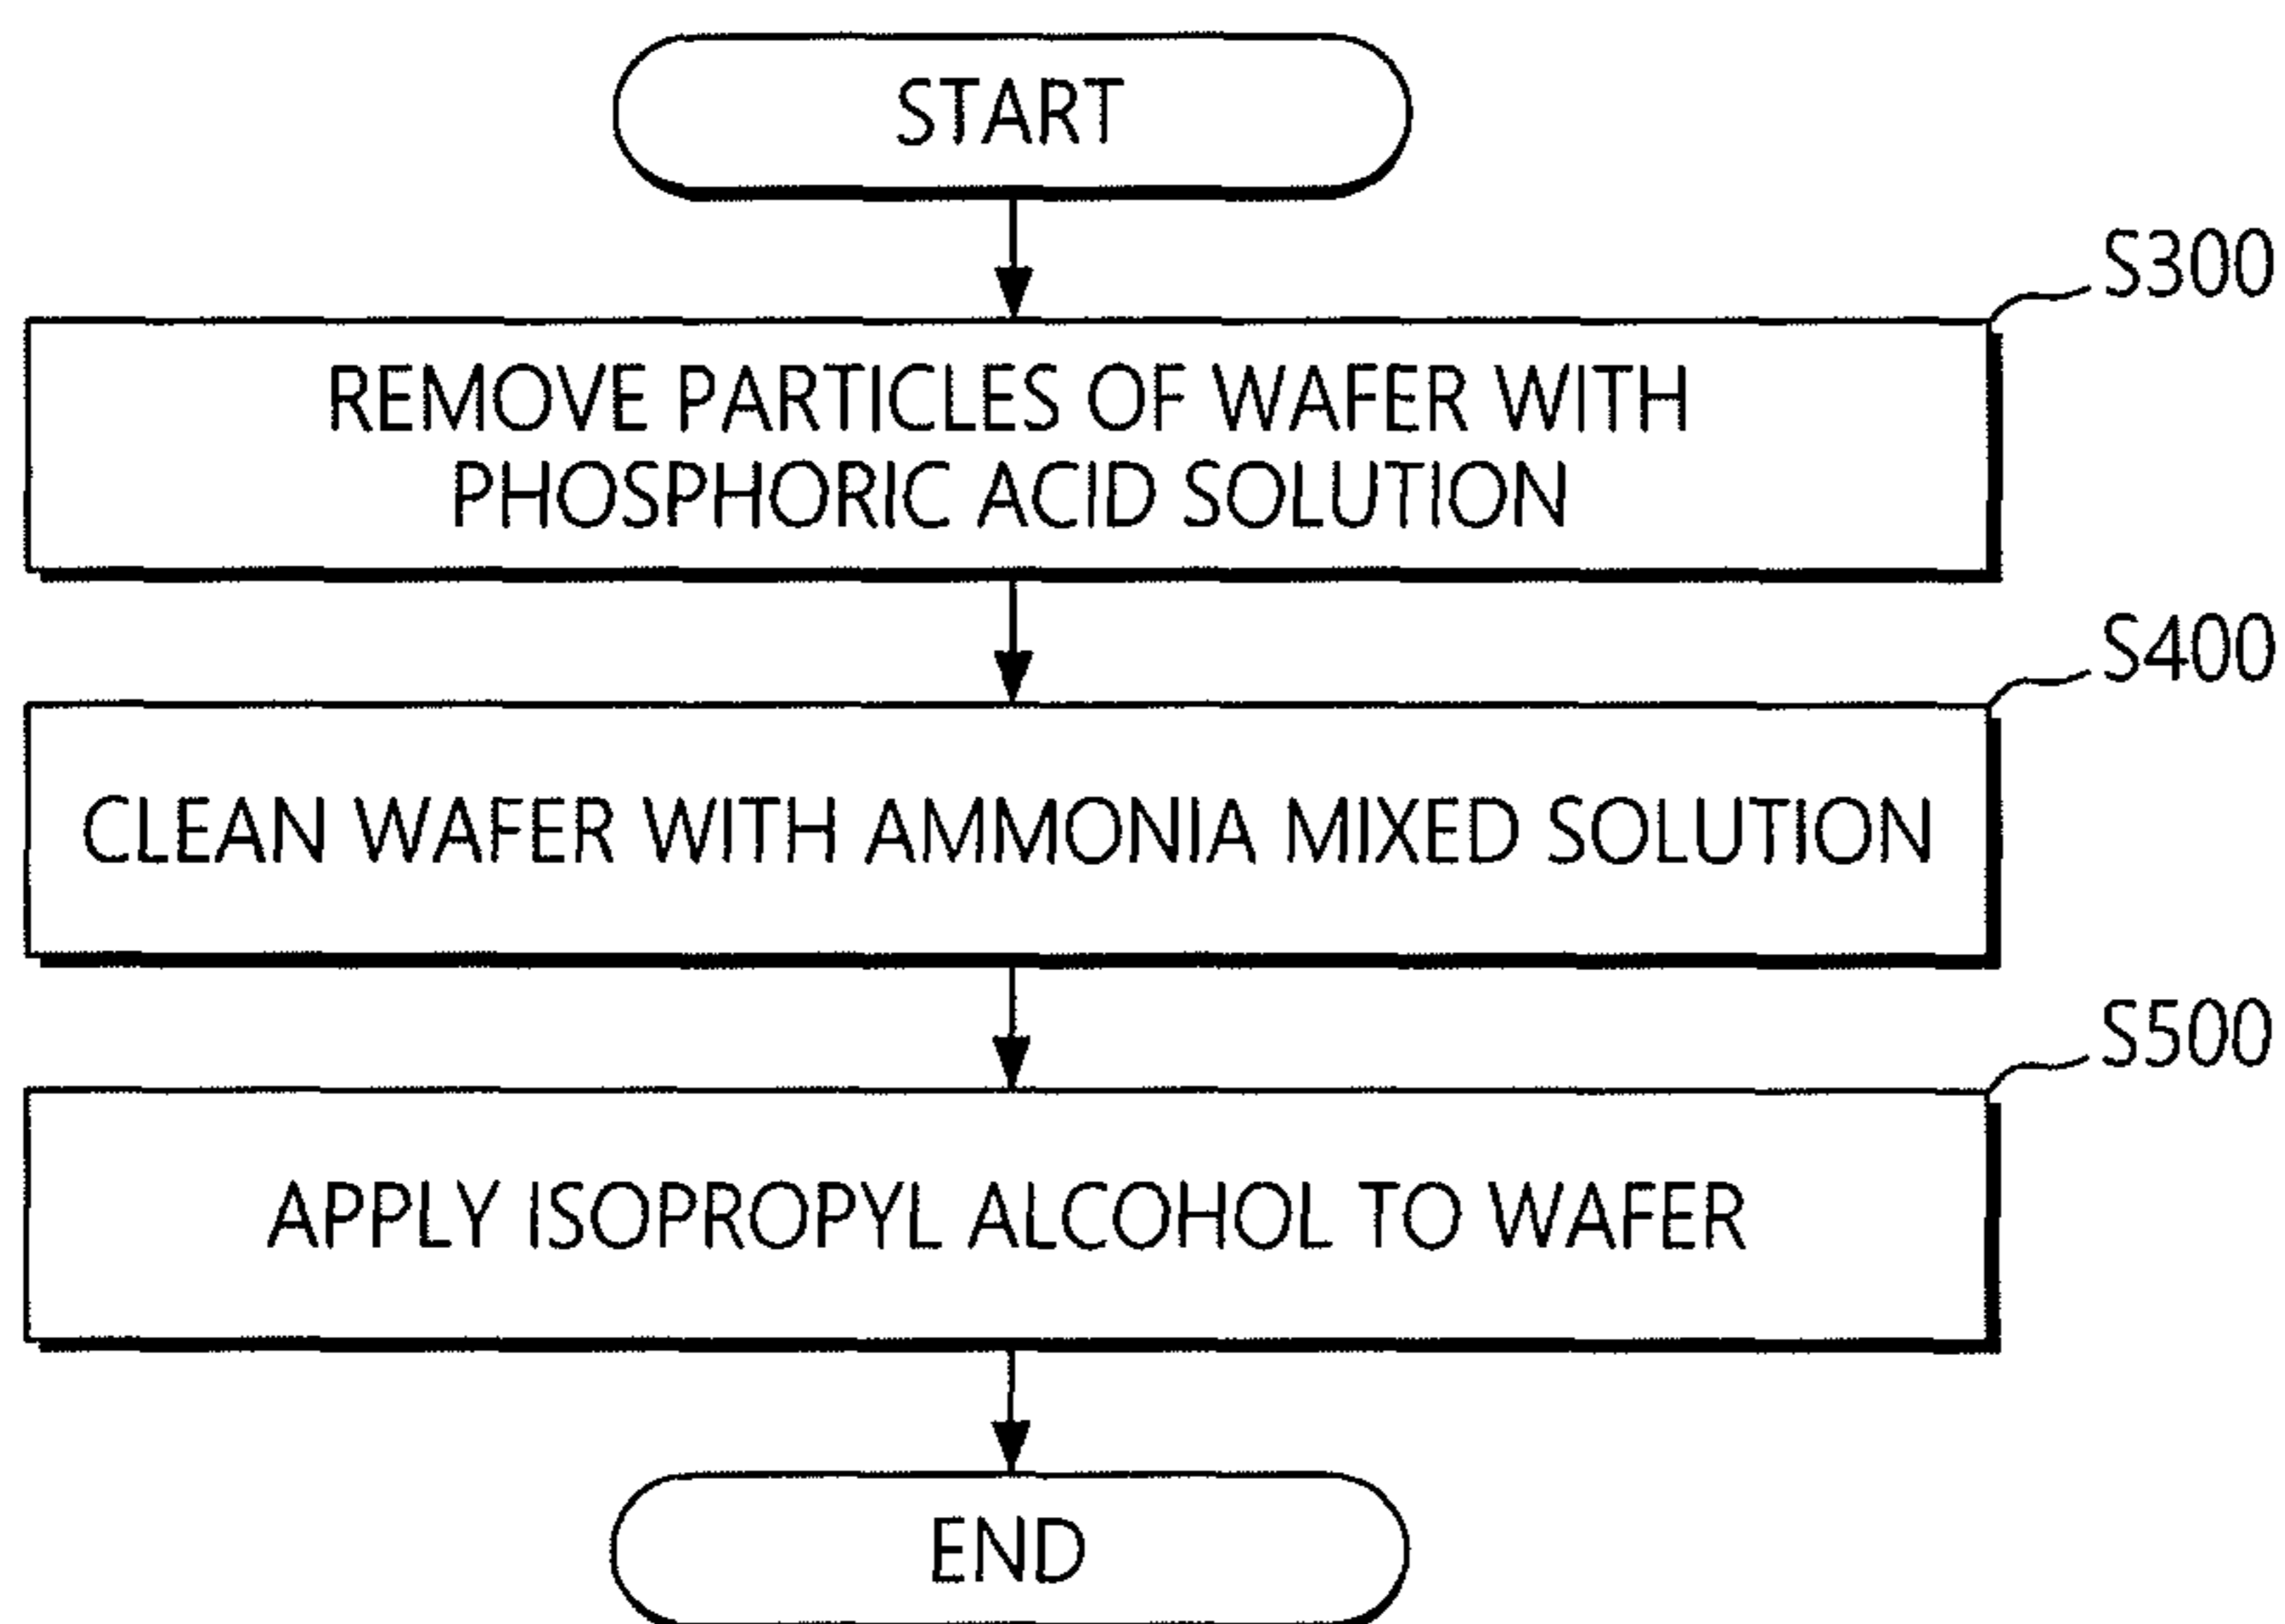 START
S300
REMOVE PARTICLES OF WAFER WITH
PHOSPHORIC ACID SOLUTION
S400
CLEAN WAFER WITH AMMONIA MIXED SOLUTION
S500
APPLY ISOPROPYL ALCOHOL TO WAFER
END